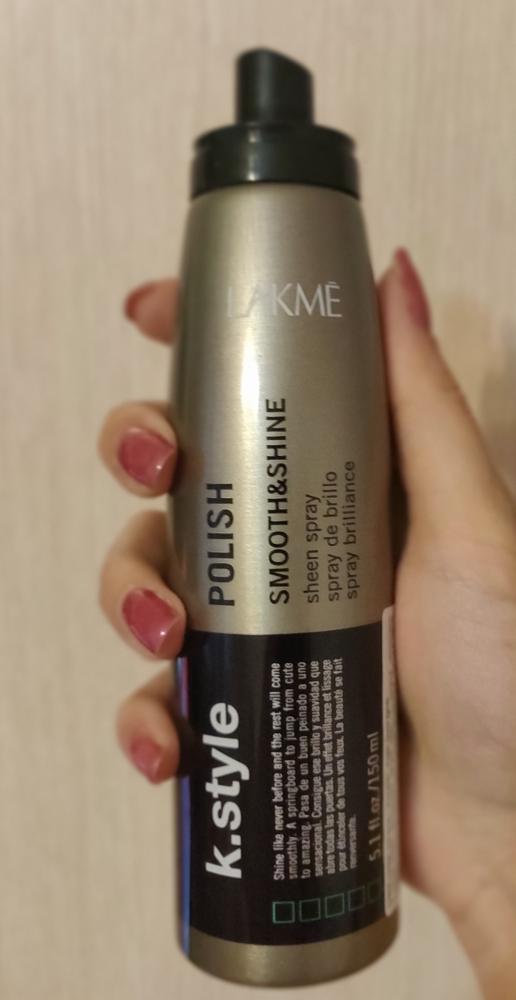 LAKMĒ
POLISH
SMOOTH&SHINE
sheen spray
spray de brillo
spray brilliance
k.style
Shine like never before and the rest will come
smoothly. A springboard to jump from cute
to amazing. Pasa de un buen peinado a uno
sensacional. Consigue ese brillo y suavidad que
abre todas las puertas. Un effet brillance et lissage
pour étinceler de tous vos feux. La beauté se fait
renversante.
5.1 fl oz/150 ml